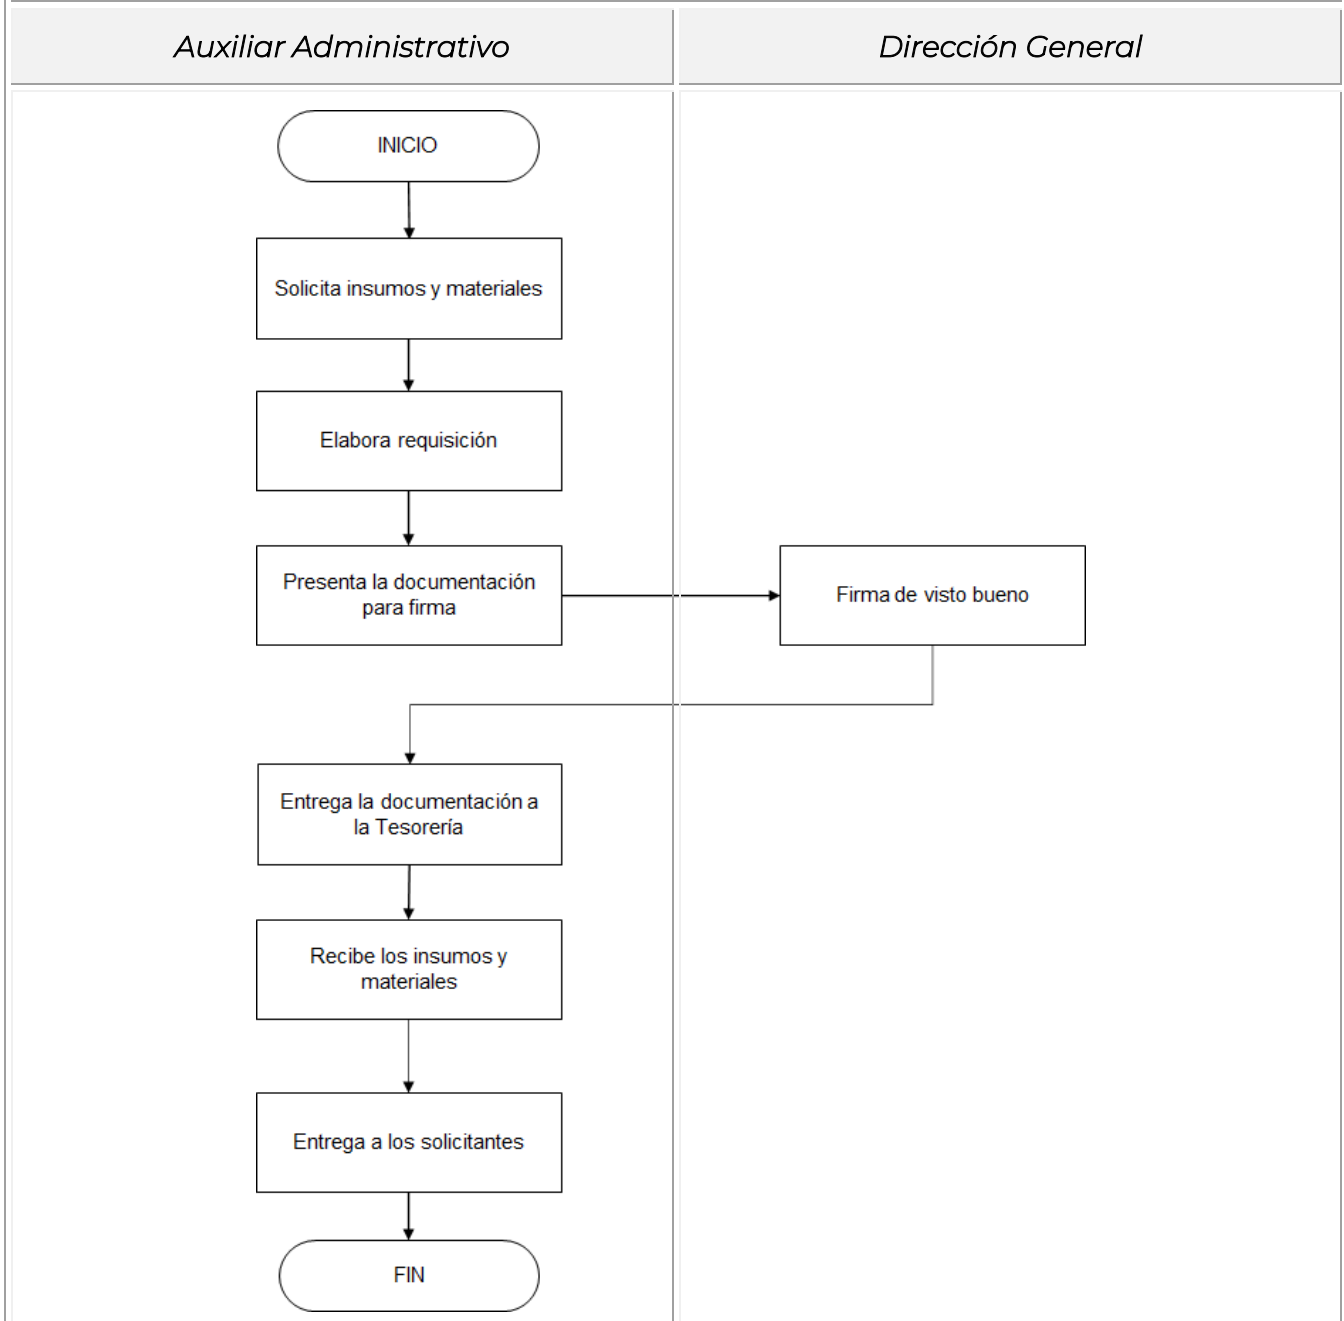 Auxiliar Administrativo
Dirección General
INICIO
Solicita insumos y materiales
Elabora requisición
Presenta la documentación
para firma
Firma de visto bueno
Entrega la documentación a
la Tesorería
Recibe los insumos y
materiales
Entrega a los solicitantes
FIN